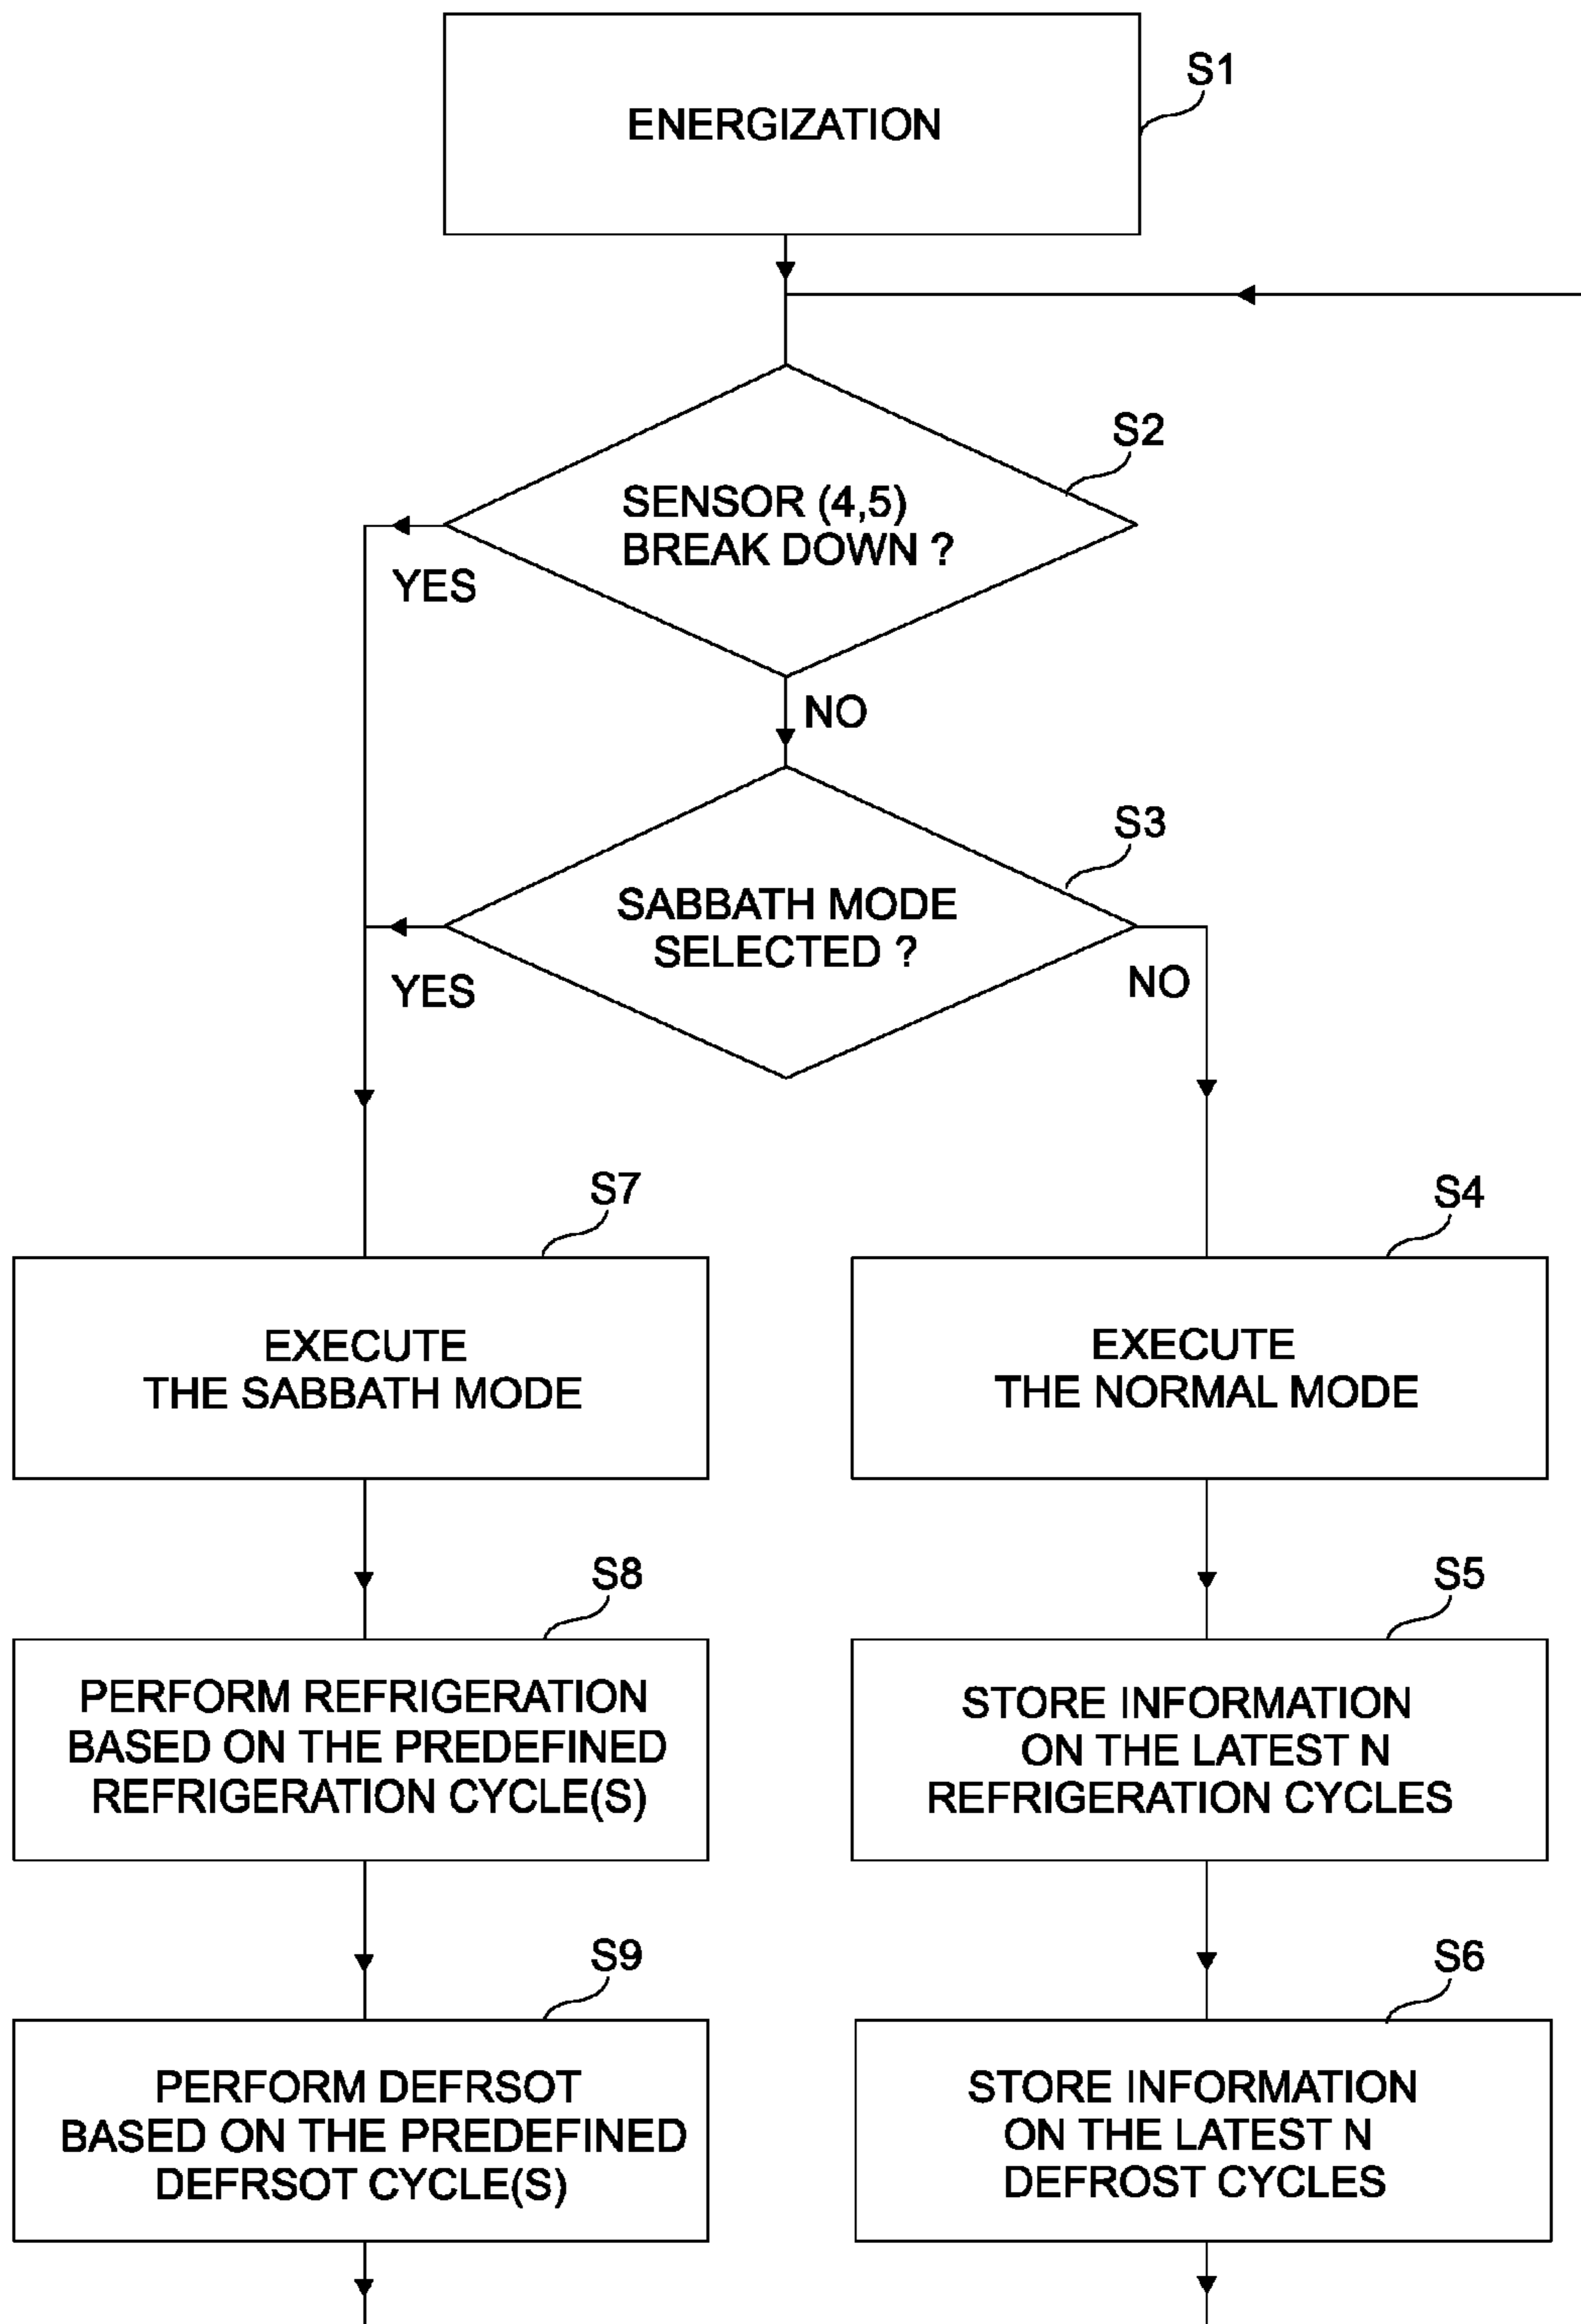 ENERGIZATION
S1
S2
SENSOR (4,5)
BREAK DOWN ?
YES
NO
S3
SABBATH MODE
SELECTED ?
YES
NO
S7
S4
EXECUTE
THE SABBATH MODE
EXECUTE
THE NORMAL MODE
S8
S5
PERFORM REFRIGERATION
BASED ON THE PREDEFINED
REFRIGERATION CYCLE(S)
STORE INFORMATION
ON THE LATEST N
REFRIGERATION CYCLES
S9
S6
PERFORM DEFRSOT
BASED ON THE PREDEFINED
DEFRSOT CYCLE(S)
STORE INFORMATION
ON THE LATEST N
DEFROST CYCLES